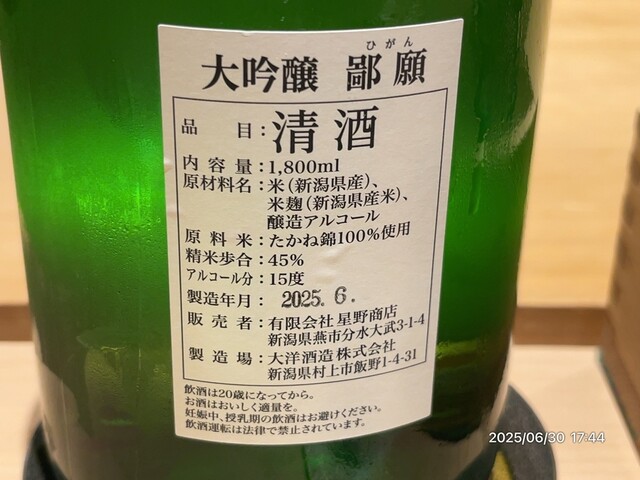 ひがん
大吟醸 鄙願
品目：清酒
内容量：1,800ml
原材料名：米（新潟県産）、
米麹（新潟県産米）、
醸造アルコール
原料米：たかね錦100%使用
精米歩合：45%
アルコール分：15度
製造年月：2025. 6.
販売者：有限会社 星野商店
新潟県燕市分水大武3-1-4
製造場：大洋酒造 株式会社
新潟県村上市飯野1-4-31
飲酒は20歳になってから。
お酒はおいしく適量を。
妊娠中、授乳期の飲酒はお避けください。
飲酒運転は法律で禁止されています。
2025/06/30 17:44